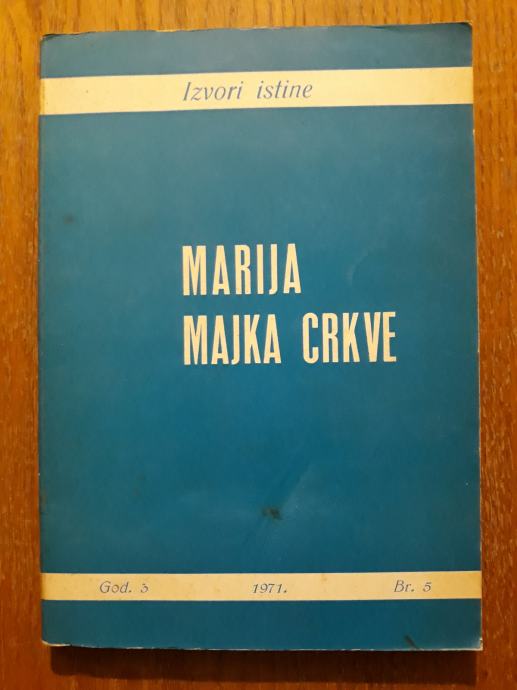 Izvori istine
MARIJA
MAJKA CRKVE
God. 3 1971. Br. 5